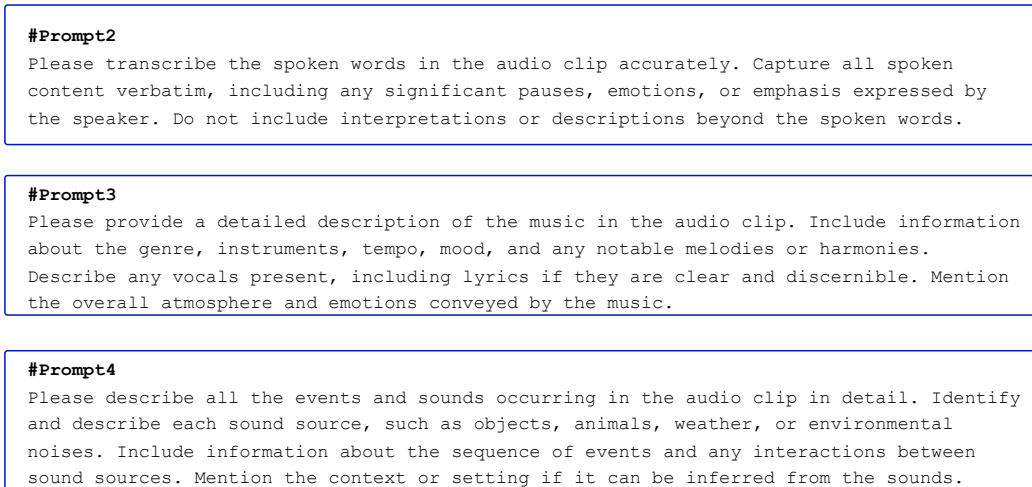 #Prompt2
Please transcribe the spoken words in the audio clip accurately. Capture all spoken
content verbatim, including any significant pauses, emotions, or emphasis expressed by
the speaker. Do not include interpretations or descriptions beyond the spoken words.
#Prompt3
Please provide a detailed description of the music in the audio clip. Include information
about the genre, instruments, tempo, mood, and any notable melodies or harmonies.
Describe any vocals present, including lyrics if they are clear and discernible. Mention
the overall atmosphere and emotions conveyed by the music.
#Prompt4
Please describe all the events and sounds occurring in the audio clip in detail. Identify
and describe each sound source, such as objects, animals, weather, or environmental
noises. Include information about the sequence of events and any interactions between
sound sources. Mention the context or setting if it can be inferred from the sounds.